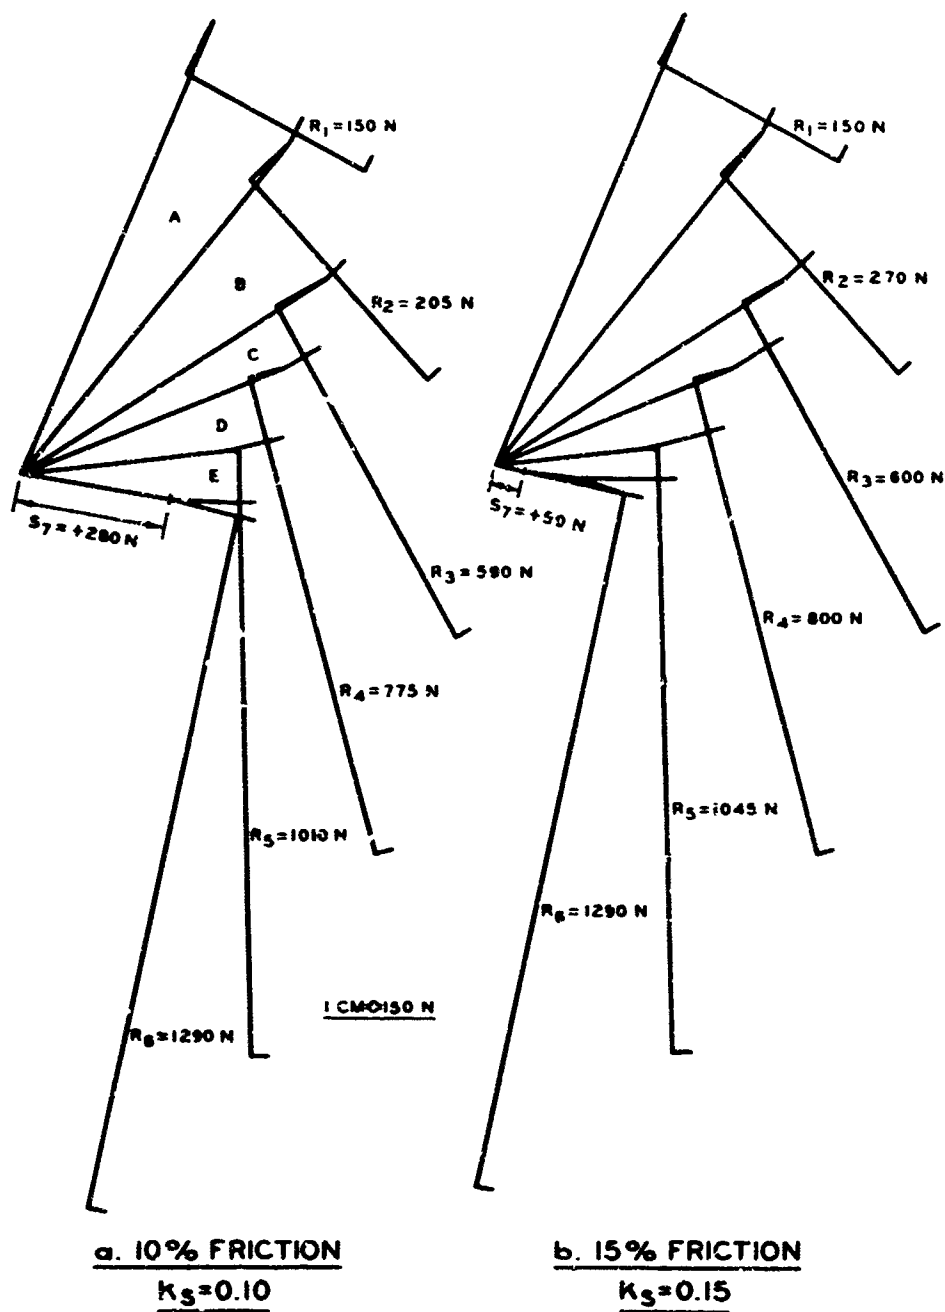 R1=150 N
A
B
R2=205 N
C
D
E
S7=+280 N
R3=590 N
R4=775 N
R5=1010 N
R6=1290 N
1 CM≎150 N
a. 10% FRICTION
Ks=0.10
R1=150 N
R2=270 N
S7=+50 N
R3=600 N
R4=800 N
R5=1045 N
R6=1290 N
b. 15% FRICTION
Ks=0.15